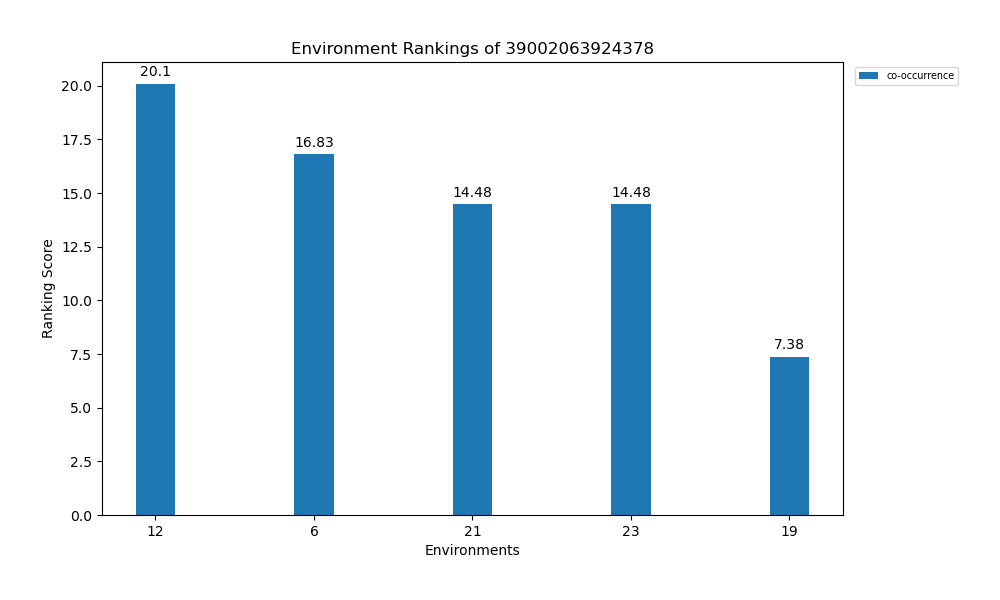 Environment Rankings of 39002063924378
co-occurrence
20.1
16.83
14.48
14.48
7.38
Ranking Score
20.0
17.5
15.0
12.5
10.0
7.5
5.0
2.5
0.0
12 6 21 23 19
Environments